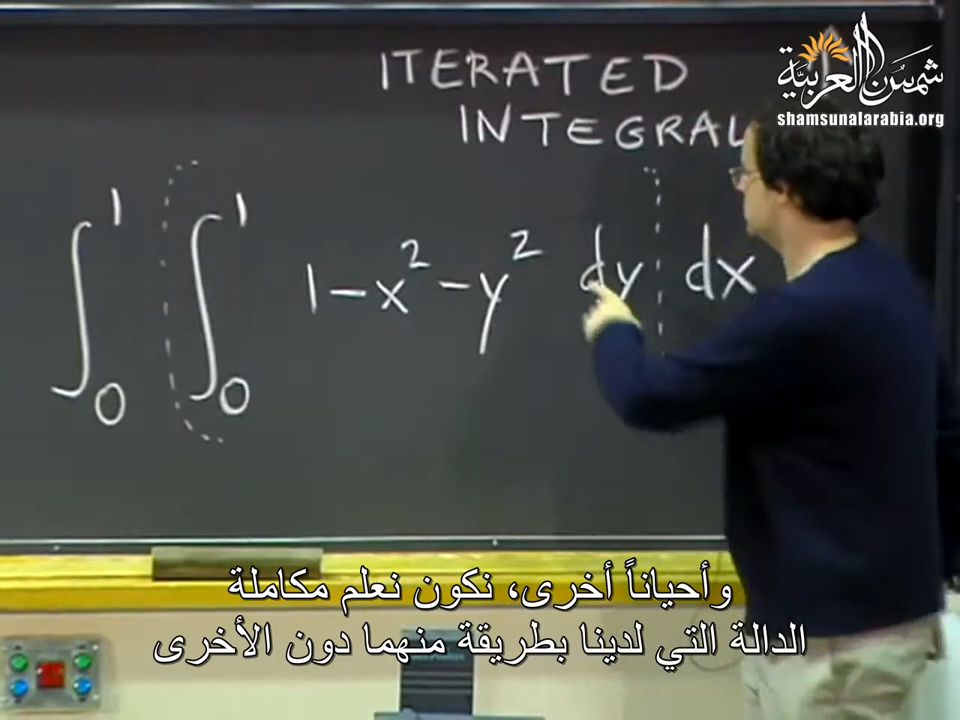 ITERATED
شمس العربية
shamsunalarabia.org
INTEGRAL
∫₀¹ ∫₀¹ 1-x²-y² dy dx
وأحياناً أخرى، نكون نعلم مكاملة
الدالة التي لدينا بطريقة منهما دون الأخرى